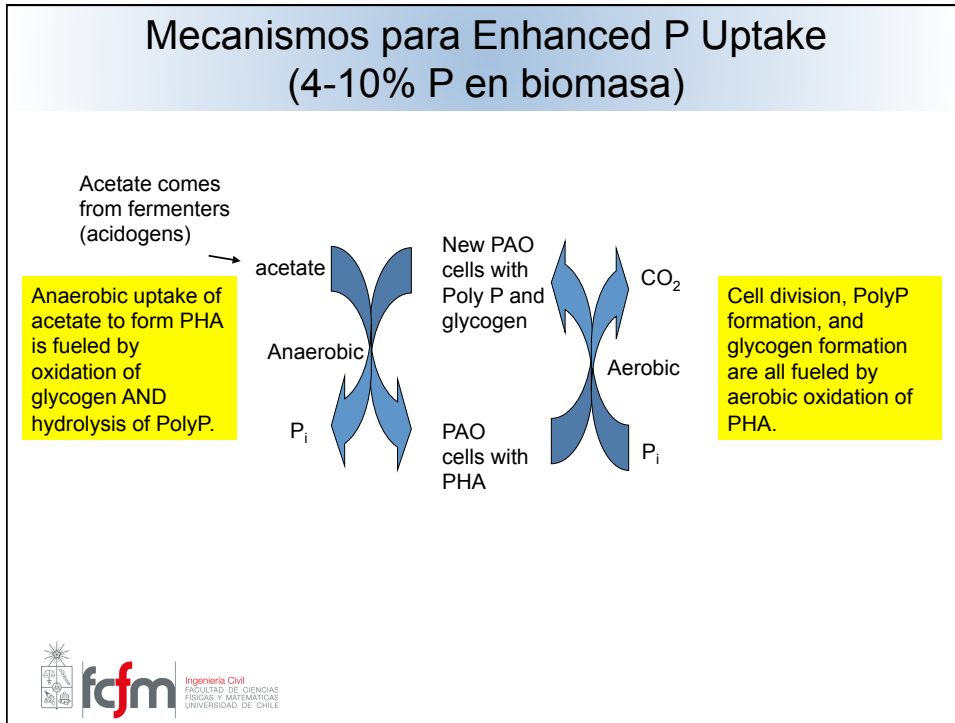 Mecanismos para Enhanced P Uptake
(4-10% P en biomasa)
Acetate comes
from fermenters
(acidogens)
acetate
Anaerobic uptake of
acetate to form PHA
is fueled by
oxidation of
glycogen AND
hydrolysis of PolyP.
Anaerobic
Pi
New PAO
cells with
Poly P and
glycogen
PAO
cells with
PHA
CO2
Aerobic
Pi
Cell division, PolyP
formation, and
glycogen formation
are all fueled by
aerobic oxidation of
PHA.
fcfm
Ingeniería Civil
FACULTAD DE CIENCIAS
FÍSICAS Y MATEMÁTICAS
UNIVERSIDAD DE CHILE